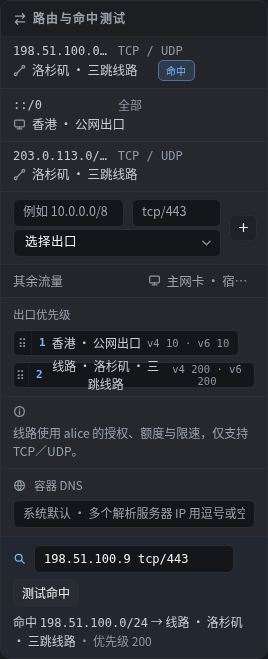 路由与命中测试
198.51.100.0… TCP / UDP
洛杉矶 · 三跳线路 命中
::/0 全部
香港 · 公网出口
203.0.113.0/… TCP / UDP
洛杉矶 · 三跳线路
例如 10.0.0.0/8 tcp/443
选择出口
+
其余流量 主网卡 · 宿…
出口优先级
1 香港 · 公网出口 v4 10 · v6 10
2 线路 · 洛杉矶 · 三跳线路 v4 200 · v6 200
线路使用 alice 的授权、额度与限速，仅支持
TCP／UDP。
容器 DNS
系统默认 · 多个解析服务器 IP 用逗号或空
198.51.100.9 tcp/443
测试命中
命中 198.51.100.0/24 → 线路 · 洛杉矶
· 三跳线路 · 优先级 200